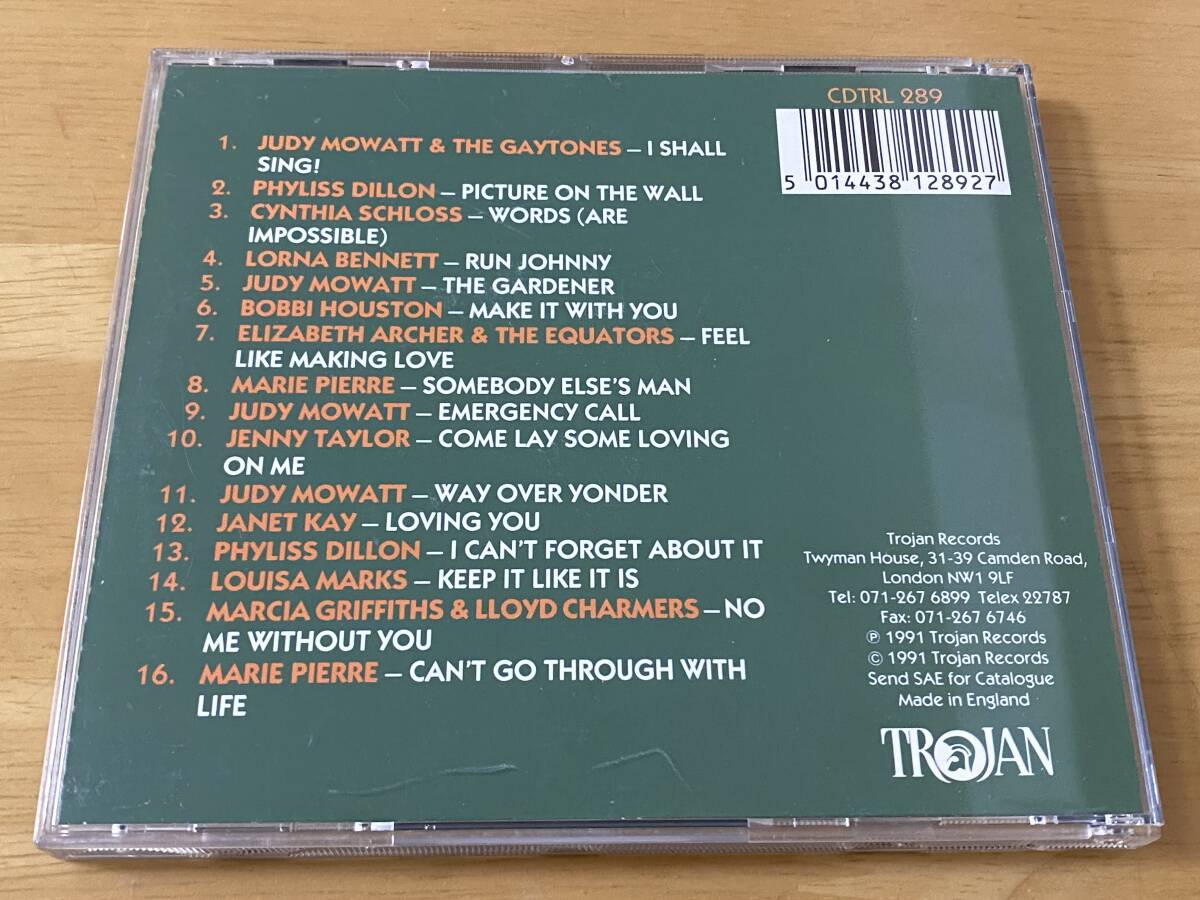 1. JUDY MOWATT & THE GAYTONES – I SHALL
SING!
2. PHYLISS DILLON – PICTURE ON THE WALL
3. CYNTHIA SCHLOSS – WORDS (ARE
IMPOSSIBLE)
4. LORNA BENNETT – RUN JOHNNY
5. JUDY MOWATT – THE GARDENER
6. BOBBI HOUSTON – MAKE IT WITH YOU
7. ELIZABETH ARCHER & THE EQUATORS – FEEL
LIKE MAKING LOVE
8. MARIE PIERRE – SOMEBODY ELSE'S MAN
9. JUDY MOWATT – EMERGENCY CALL
10. JENNY TAYLOR – COME LAY SOME LOVING
ON ME
11. JUDY MOWATT – WAY OVER YONDER
12. JANET KAY – LOVING YOU
13. PHYLISS DILLON – I CAN'T FORGET ABOUT IT
14. LOUISA MARKS – KEEP IT LIKE IT IS
15. MARCIA GRIFFITHS & LLOYD CHARMERS – NO
ME WITHOUT YOU
16. MARIE PIERRE – CAN'T GO THROUGH WITH
LIFE
CDTRL 289
5 014438 128927
Trojan Records
Twyman House, 31-39 Camden Road,
London NW1 9LF
Tel: 071-267 6899 Telex 22787
Fax: 071-267 6746
℗ 1991 Trojan Records
© 1991 Trojan Records
Send SAE for Catalogue
Made in England
TROJAN